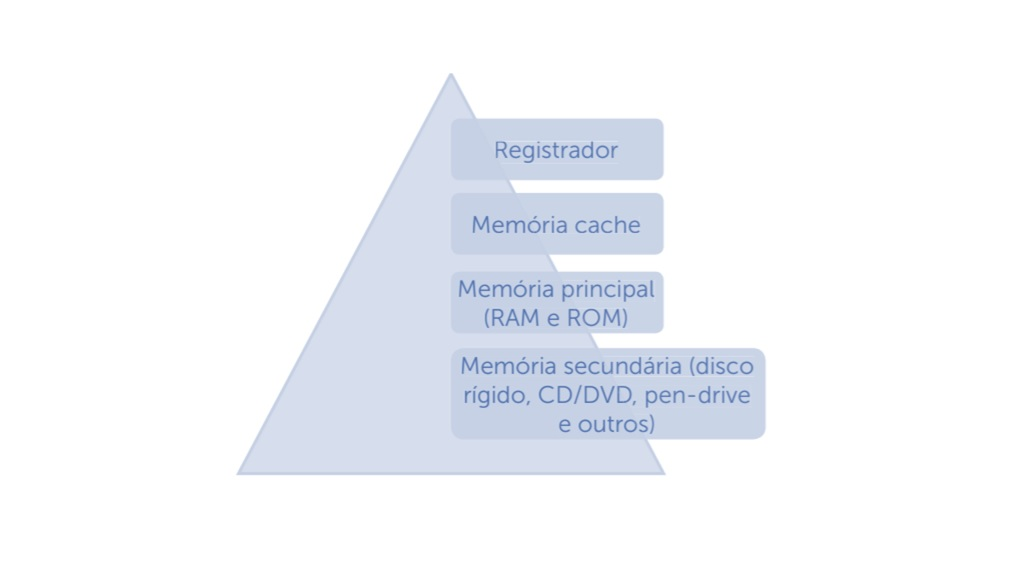 Registrador
Memória cache
Memória principal
(RAM e ROM)
Memória secundária (disco
rígido, CD/DVD, pen-drive
e outros)